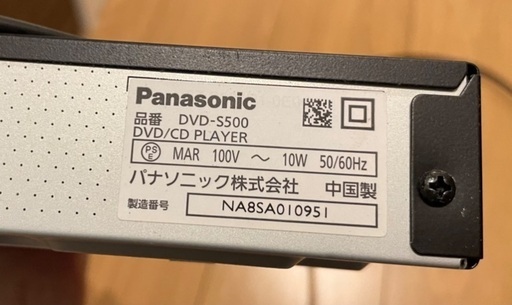 Panasonic
品番 DVD-S500
DVD/CD PLAYER
PSE MAR 100V ～ 10W 50/60Hz
パナソニック株式会社 中国製
製造番号 NA8SA010951